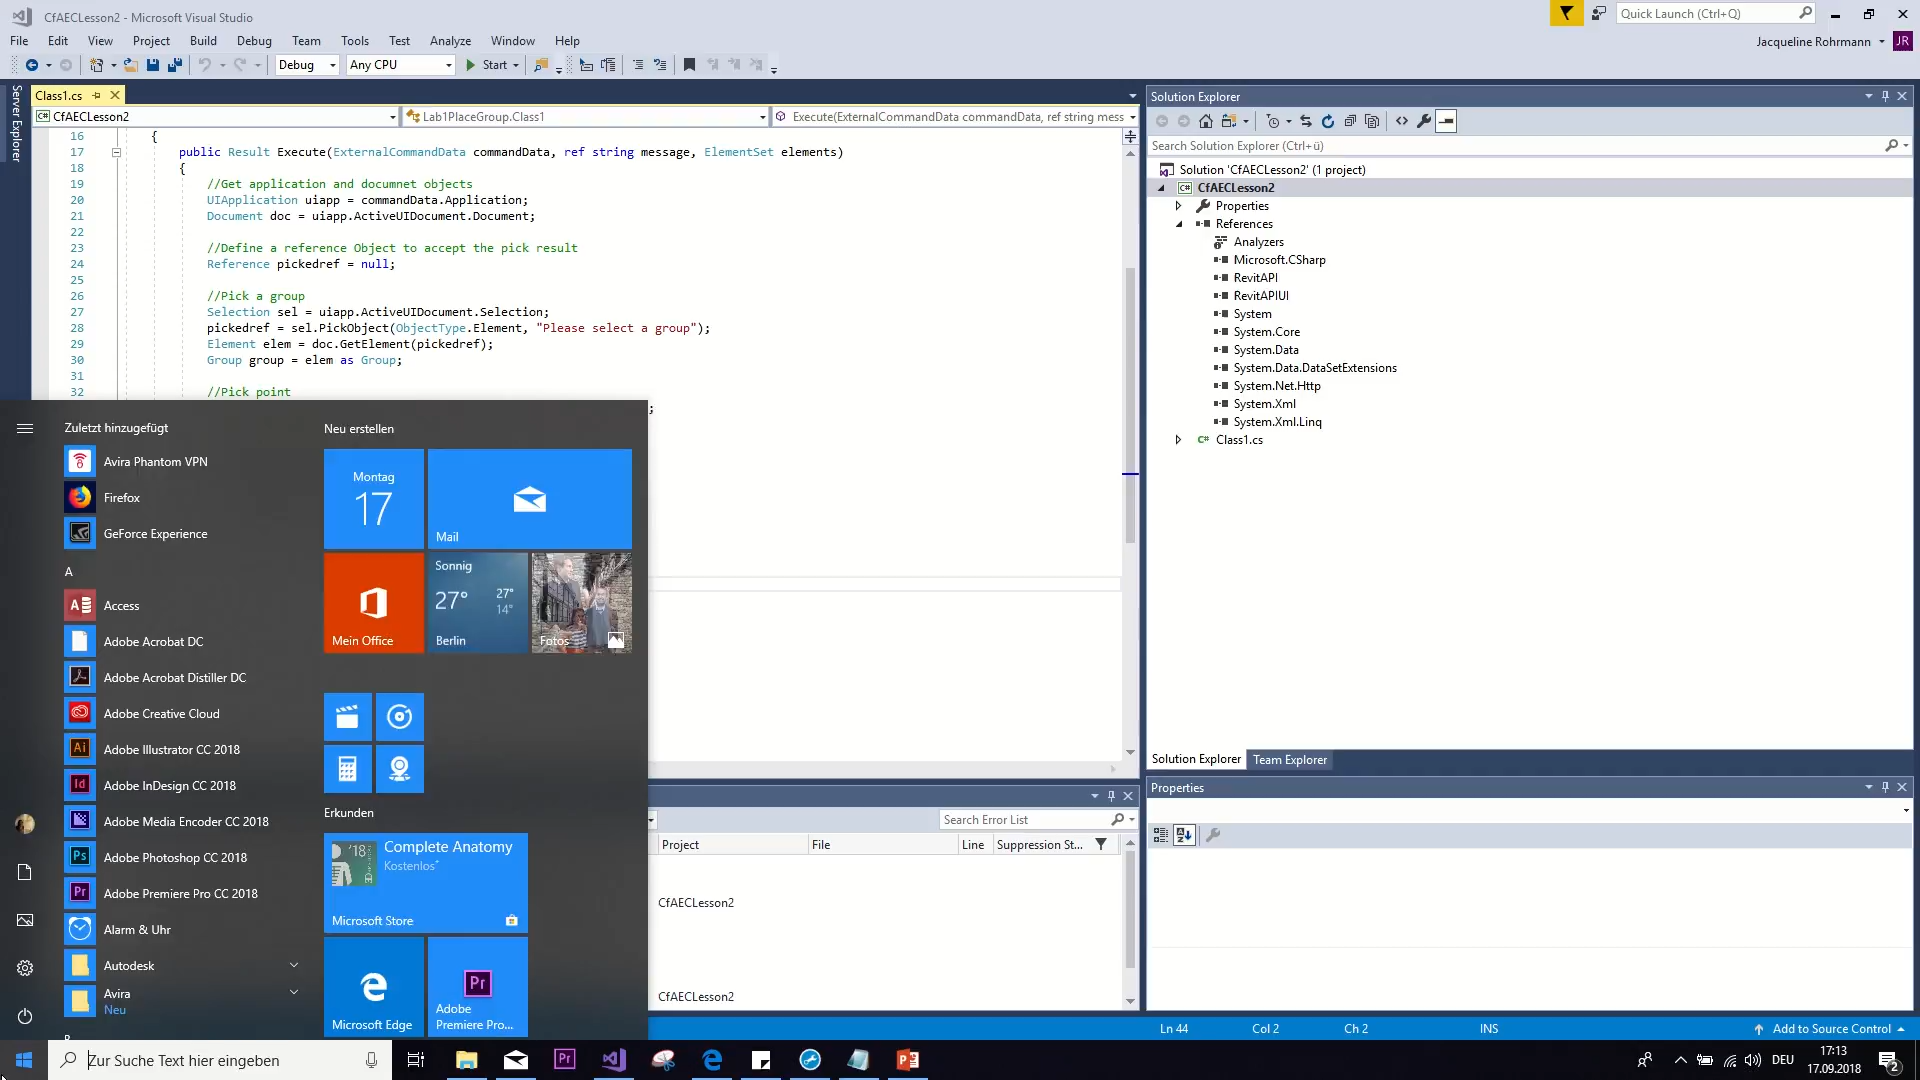 CfAECLesson2 - Microsoft Visual Studio
Quick Launch (Ctrl+Q)
File Edit View Project Build Debug Team Tools Test Analyze Window Help
Jacqueline Rohrmann JR
Debug Any CPU Start
Server Explorer
Class1.cs
C# CfAECLesson2 Lab1PlaceGroup.Class1 Execute(ExternalCommandData commandData, ref string mess
16 {
17 public Result Execute(ExternalCommandData commandData, ref string message, ElementSet elements)
18 {
19 //Get application and documnet objects
20 UIApplication uiapp = commandData.Application;
21 Document doc = uiapp.ActiveUIDocument.Document;
22
23 //Define a reference Object to accept the pick result
24 Reference pickedref = null;
25
26 //Pick a group
27 Selection sel = uiapp.ActiveUIDocument.Selection;
28 pickedref = sel.PickObject(ObjectType.Element, "Please select a group");
29 Element elem = doc.GetElement(pickedref);
30 Group group = elem as Group;
31
32 //Pick point
;
Solution Explorer
Search Solution Explorer (Ctrl+ü)
Solution 'CfAECLesson2' (1 project)
C# CfAECLesson2
Properties
References
Analyzers
Microsoft.CSharp
RevitAPI
RevitAPIUI
System
System.Core
System.Data
System.Data.DataSetExtensions
System.Net.Http
System.Xml
System.Xml.Linq
C# Class1.cs
Solution Explorer Team Explorer
Properties
Search Error List
Project File Line Suppression St...
CfAECLesson2
CfAECLesson2
Zuletzt hinzugefügt
Avira Phantom VPN
Firefox
GeForce Experience
A
Access
Adobe Acrobat DC
Adobe Acrobat Distiller DC
Adobe Creative Cloud
Ai Adobe Illustrator CC 2018
Id Adobe InDesign CC 2018
Adobe Media Encoder CC 2018
Ps Adobe Photoshop CC 2018
Pr Adobe Premiere Pro CC 2018
Alarm & Uhr
Autodesk
Avira
Neu
Neu erstellen
Montag
17
Mail
Mein Office
Sonnig
27° 27°
14°
Berlin
Fotos
Erkunden
'18
Complete Anatomy
Kostenlos+
Microsoft Store
Microsoft Edge
Pr
Adobe
Premiere Pro...
Ln 44 Col 2 Ch 2 INS Add to Source Control
Zur Suche Text hier eingeben
Pr
DEU
17:13
17.09.2018
2